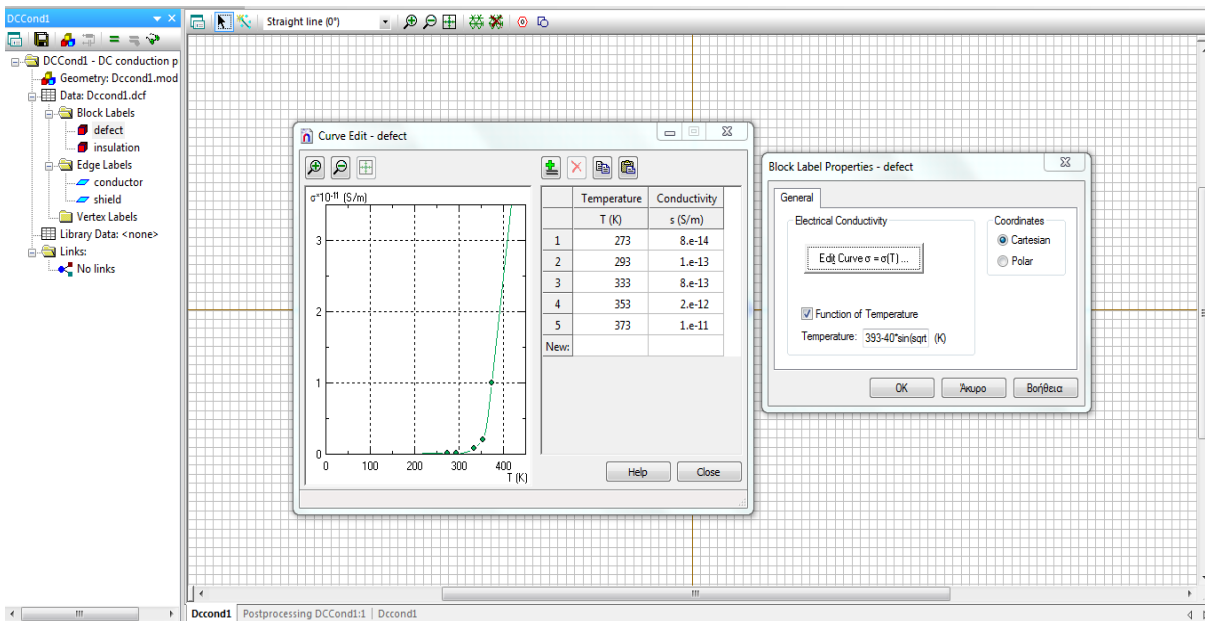 DCCond1
Straight line (0°)
DCCond1 - DC conduction p
Geometry: Dccond1.mod
Data: Dccond1.dcf
Block Labels
defect
insulation
Edge Labels
conductor
shield
Vertex Labels
Library Data: <none>
Links:
No links
Curve Edit - defect
σ*10-11 (S/m)
3
2
1
0
0 100 200 300 400
T (K)
Temperature Conductivity
T (K) s (S/m)
1 273 8.e-14
2 293 1.e-13
3 333 8.e-13
4 353 2.e-12
5 373 1.e-11
New:
Help Close
Block Label Properties - defect
General
Electrical Conductivity
Edit Curve σ = σ(T) ...
Function of Temperature
Temperature: 393-40*sin(sqrt (K)
Coordinates
Cartesian
Polar
OK Άκυρο Βοήθεια
Dccond1 Postprocessing DCCond1:1 Dccond1